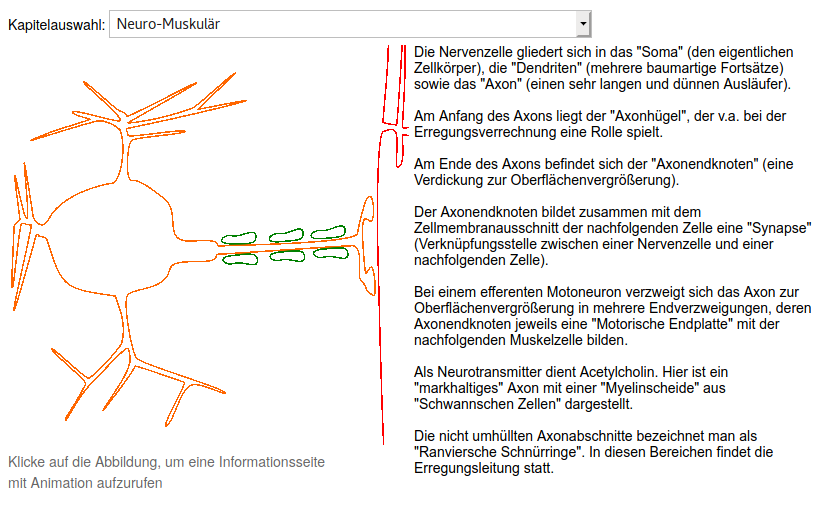 Kapitelauswahl: Neuro-Muskulär
Die Nervenzelle gliedert sich in das "Soma" (den eigentlichen
Zellkörper), die "Dendriten" (mehrere baumartige Fortsätze)
sowie das "Axon" (einen sehr langen und dünnen Ausläufer).
Am Anfang des Axons liegt der "Axonhügel", der v.a. bei der
Erregungsverrechnung eine Rolle spielt.
Am Ende des Axons befindet sich der "Axonendknoten" (eine
Verdickung zur Oberflächenvergrößerung).
Der Axonendknoten bildet zusammen mit dem
Zellmembranausschnitt der nachfolgenden Zelle eine "Synapse"
(Verknüpfungsstelle zwischen einer Nervenzelle und einer
nachfolgenden Zelle).
Bei einem efferenten Motoneuron verzweigt sich das Axon zur
Oberflächenvergrößerung in mehrere Endverzweigungen, deren
Axonendknoten jeweils eine "Motorische Endplatte" mit der
nachfolgenden Muskelzelle bilden.
Als Neurotransmitter dient Acetylcholin. Hier ist ein
"markhaltiges" Axon mit einer "Myelinscheide" aus
"Schwannschen Zellen" dargestellt.
Die nicht umhüllten Axonabschnitte bezeichnet man als
"Ranviersche Schnürringe". In diesen Bereichen findet die
Erregungsleitung statt.
Klicke auf die Abbildung, um eine Informationsseite
mit Animation aufzurufen